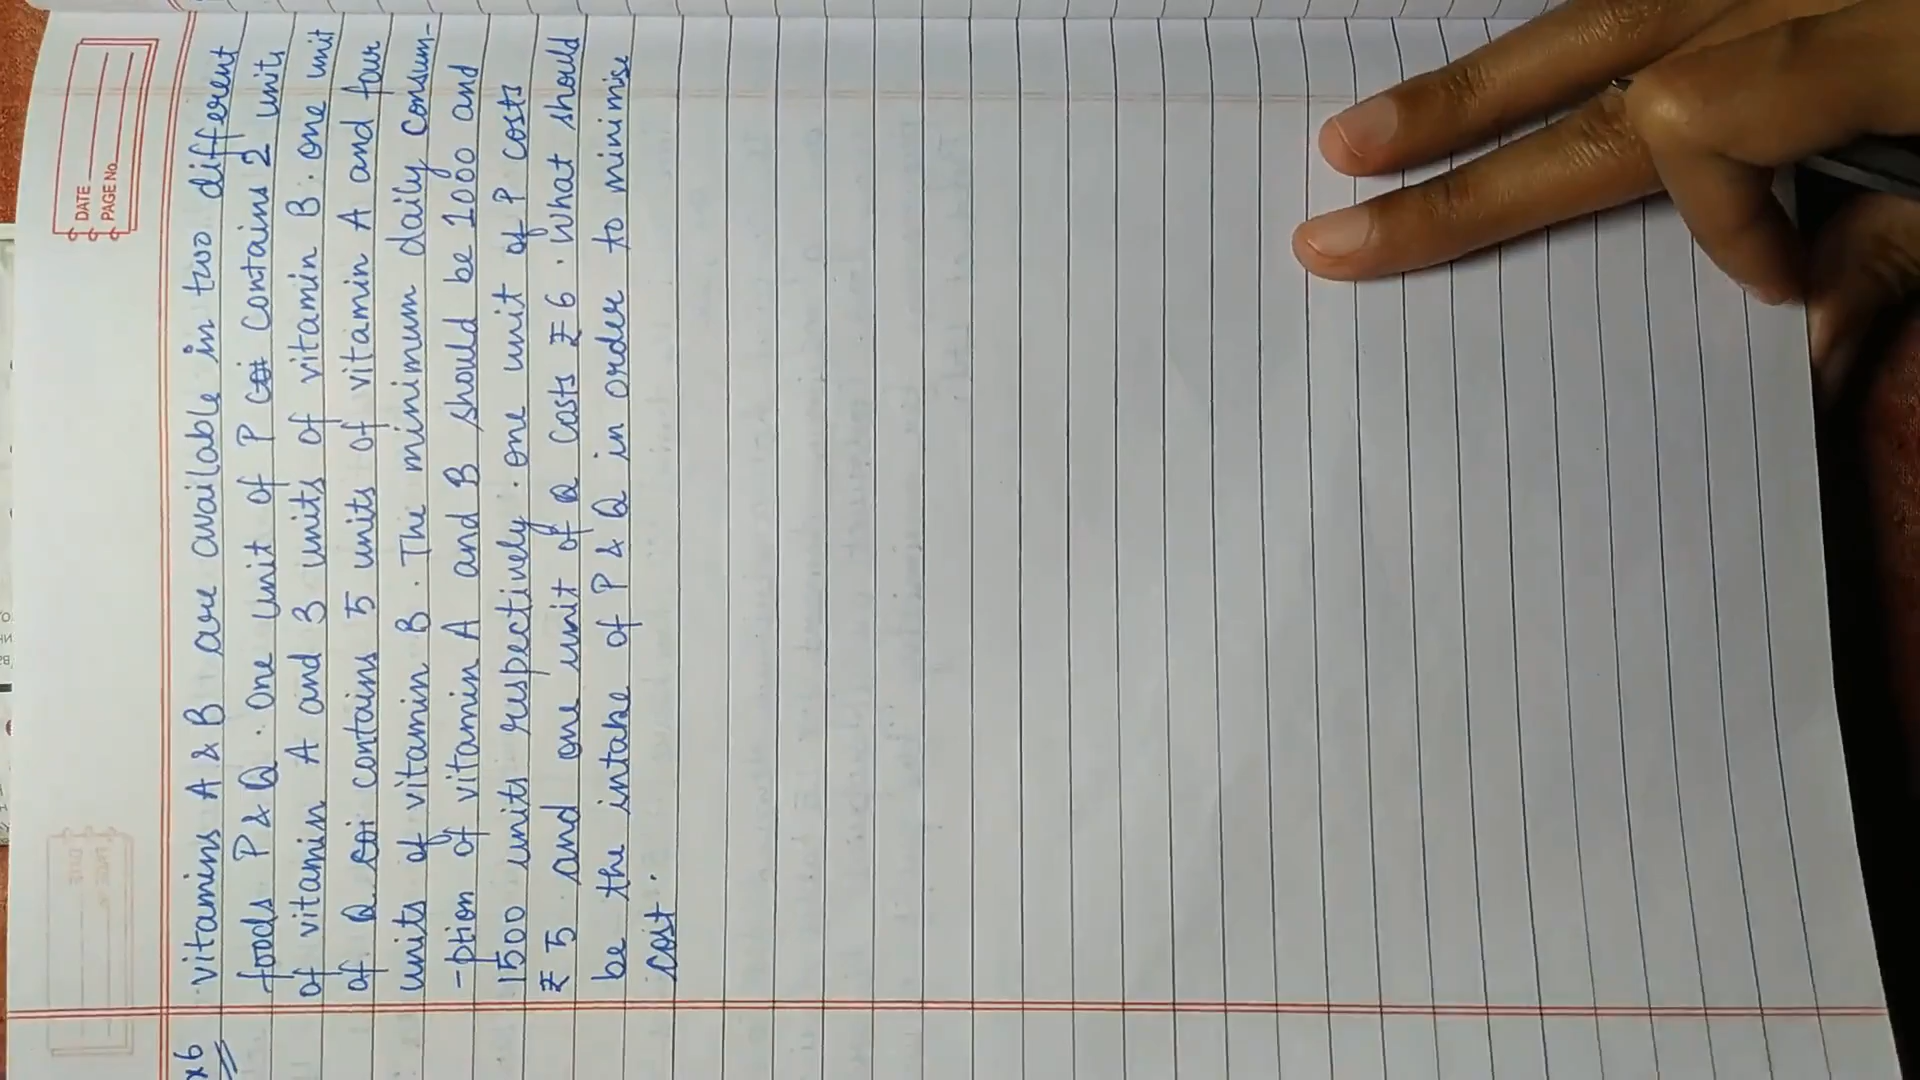 DATE
PAGE No.
x6
vitamins A & B are available in two different
foods P & Q. One unit of P contains 2 units
of vitamin A and 3 units of vitamin B. one unit
of Q contains 5 units of vitamin A and four
units of vitamin B. The minimum daily consum-
-ption of vitamin A and B should be 1000 and
1500 units respectively. one unit of P costs
₹ 5 and one unit of Q costs ₹ 6. What should
be the intake of P & Q in order to minimise
cost.